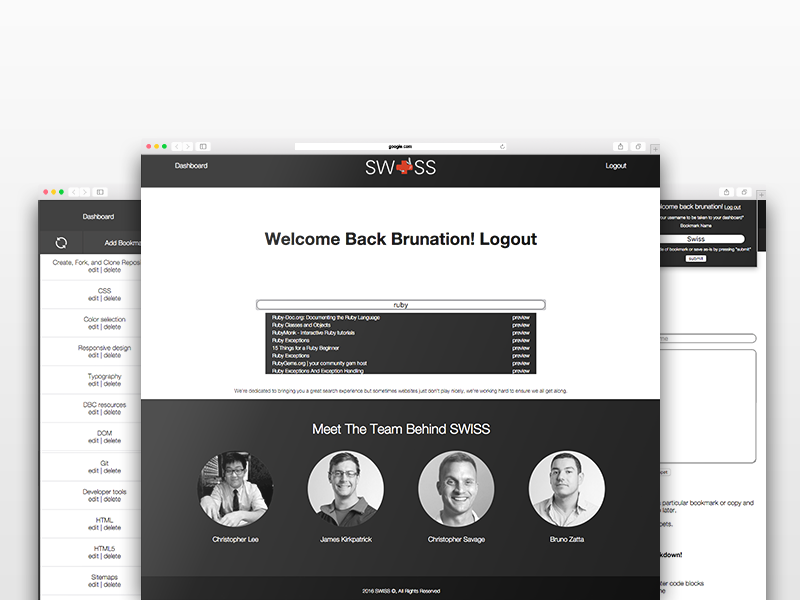 google.com
Dashboard
SWISS
Logout
Welcome Back Brunation! Logout
ruby
Ruby-Doc.org: Documenting the Ruby Language preview
Ruby Classes and Objects preview
RubyMonk - Interactive Ruby tutorials preview
Ruby Exceptions preview
15 Things for a Ruby Beginner preview
Ruby Exceptions preview
RubyGems.org | your community gem host preview
Ruby Exceptions And Exception Handling preview
We're dedicated to bringing you a great search experience but sometimes websites just don't play nicely, we're working hard to ensure we all get along.
Meet The Team Behind SWISS
Christopher Lee
James Kirkpatrick
Christopher Savage
Bruno Zatta
2016 SWISS ©, All Rights Reserved
Dashboard
Add Bookma
Create, Fork, and Clone Repos
edit | delete
CSS
edit | delete
Color selection
edit | delete
Responsive design
edit | delete
Typography
edit | delete
DBC resources
edit | delete
DOM
edit | delete
Git
edit | delete
Developer tools
edit | delete
HTML
edit | delete
HTML5
edit | delete
Sitemaps
edit | delete
lcome back brunation! Log out
our username to be taken to your dashboard"
Bookmark Name
Swiss
ts of bookmark or save as-is by pressing "submit"
submit
me
pet
particular bookmark or copy and
later.
pets.
kdown!
ter code blocks
ne